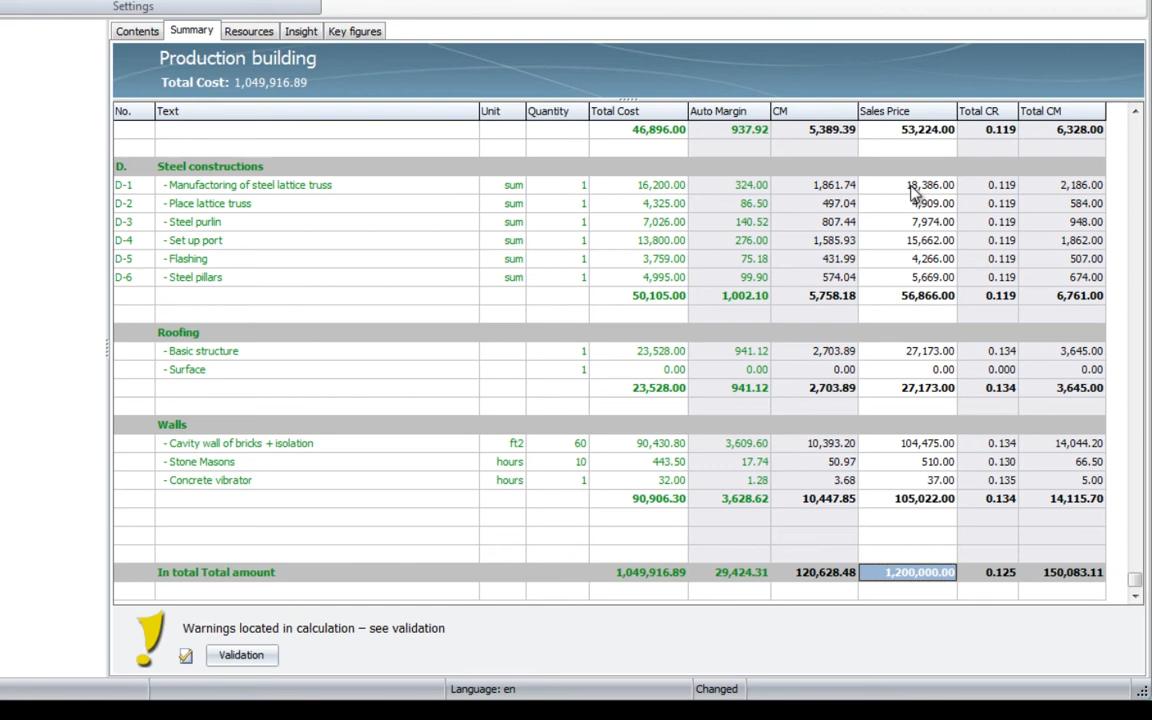 Settings
Contents Summary Resources Insight Key figures
Production building
Total Cost: 1,049,916.89
No. Text Unit Quantity Total Cost Auto Margin CM Sales Price Total CR Total CM
46,896.00 937.92 5,389.39 53,224.00 0.119 6,328.00
D. Steel constructions
D-1 - Manufactoring of steel lattice truss sum 1 16,200.00 324.00 1,861.74 18,386.00 0.119 2,186.00
D-2 - Place lattice truss sum 1 4,325.00 86.50 497.04 4,909.00 0.119 584.00
D-3 - Steel purlin sum 1 7,026.00 140.52 807.44 7,974.00 0.119 948.00
D-4 - Set up port sum 1 13,800.00 276.00 1,585.93 15,662.00 0.119 1,862.00
D-5 - Flashing sum 1 3,759.00 75.18 431.99 4,266.00 0.119 507.00
D-6 - Steel pillars sum 1 4,995.00 99.90 574.04 5,669.00 0.119 674.00
50,105.00 1,002.10 5,758.18 56,866.00 0.119 6,761.00
Roofing
- Basic structure 1 23,528.00 941.12 2,703.89 27,173.00 0.134 3,645.00
- Surface 1 0.00 0.00 0.00 0.00 0.000 0.00
23,528.00 941.12 2,703.89 27,173.00 0.134 3,645.00
Walls
- Cavity wall of bricks + isolation ft2 60 90,430.80 3,609.60 10,393.20 104,475.00 0.134 14,044.20
- Stone Masons hours 10 443.50 17.74 50.97 510.00 0.130 66.50
- Concrete vibrator hours 1 32.00 1.28 3.68 37.00 0.135 5.00
90,906.30 3,628.62 10,447.85 105,022.00 0.134 14,115.70
In total Total amount 1,049,916.89 29,424.31 120,628.48 1,200,000.00 0.125 150,083.11
Warnings located in calculation – see validation
Validation
Language: en Changed